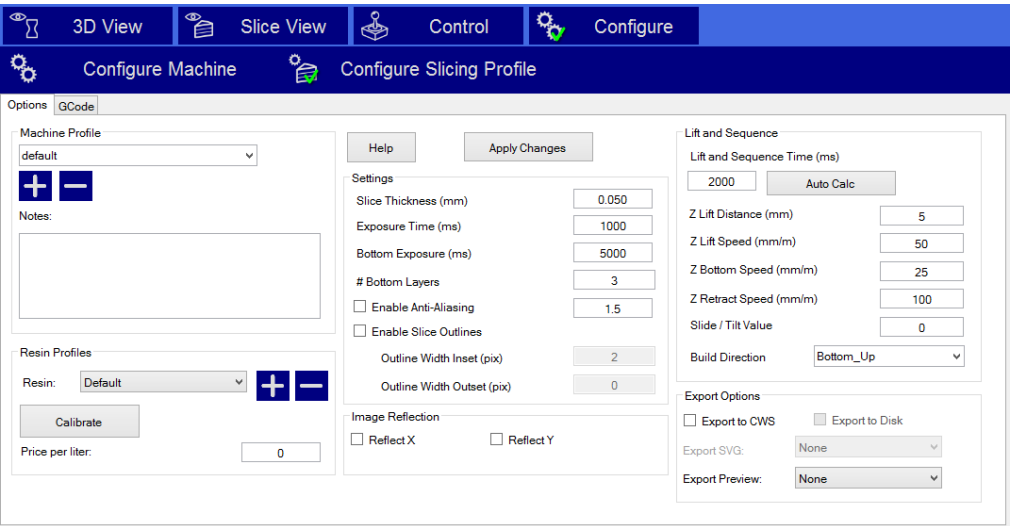 3D View
Slice View
Control
Configure
Configure Machine
Configure Slicing Profile
Options
GCode
Machine Profile
default
Notes:
Resin Profiles
Resin:
Default
Calibrate
Price per liter:
0
Help
Apply Changes
Settings
Slice Thickness (mm)
0.050
Exposure Time (ms)
1000
Bottom Exposure (ms)
5000
# Bottom Layers
3
Enable Anti-Aliasing
1.5
Enable Slice Outlines
Outline Width Inset (pix)
2
Outline Width Outset (pix)
0
Image Reflection
Reflect X
Reflect Y
Lift and Sequence
Lift and Sequence Time (ms)
2000
Auto Calc
Z Lift Distance (mm)
5
Z Lift Speed (mm/m)
50
Z Bottom Speed (mm/m)
25
Z Retract Speed (mm/m)
100
Slide / Tilt Value
0
Build Direction
Bottom_Up
Export Options
Export to CWS
Export to Disk
Export SVG:
None
Export Preview:
None